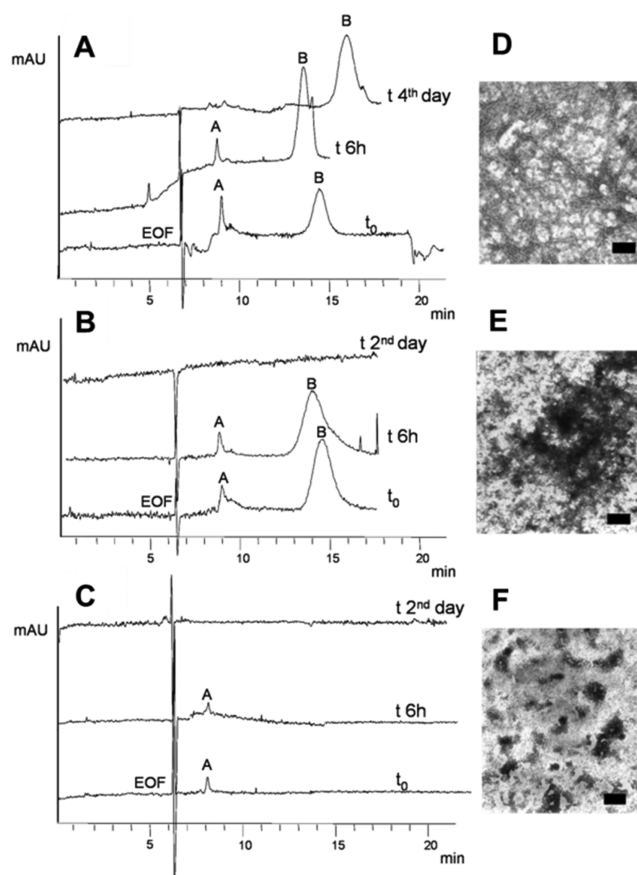 A
mAU
B
t 4th day
B
t 6h
A
A
B
t0
EOF
5 10 15 20
min
D
B
mAU
t 2nd day
B
A
t 6h
B
A
t0
EOF
5 10 15 20
min
E
C
mAU
t 2nd day
A
t 6h
A
t0
EOF
5 10 15 20
min
F